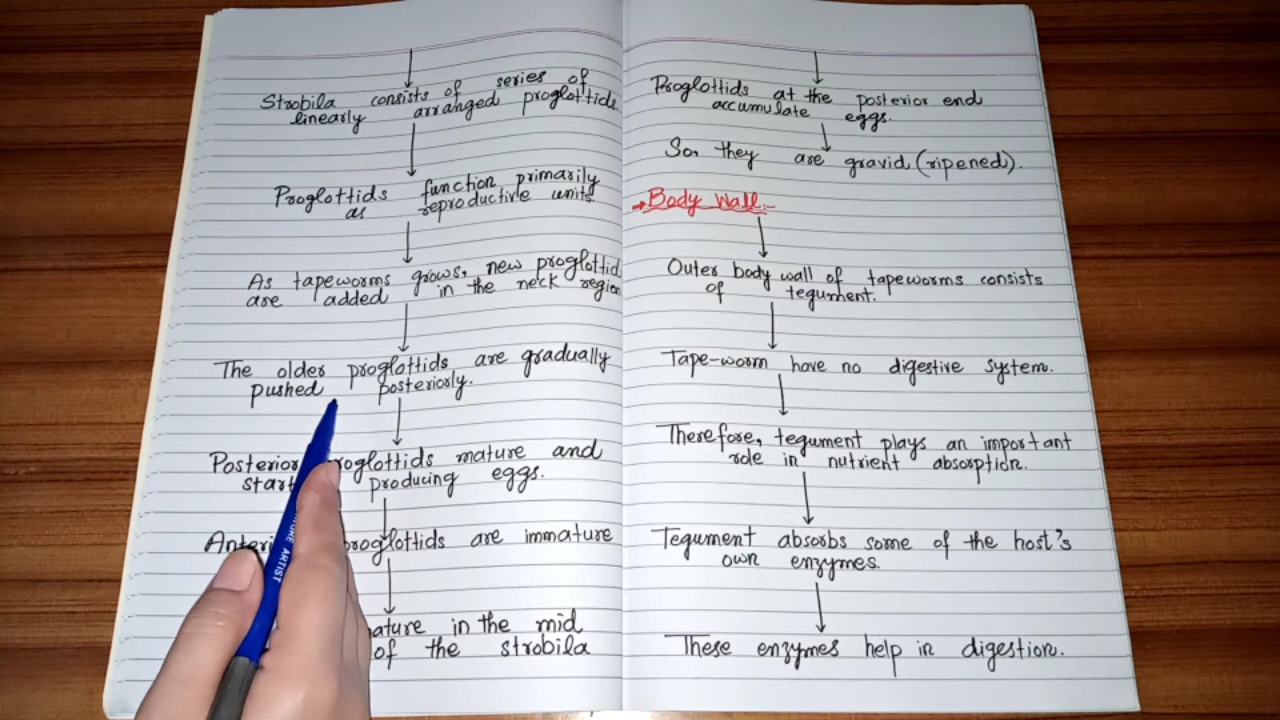 Strobila consists of series of
linearly arranged proglottids
Proglottids function primarily
as reproductive units
As tapeworms grows, new proglottid
are added in the neck region
The older proglottids are gradually
pushed posteriorly.
Posterior proglottids mature and
start producing eggs.
proglottids are immature
in the mid
of the strobila
Proglottids at the posterior end
accumulate eggs.
So, they are gravid (ripened).
→Body Wall:-
Outer body wall of tapeworms consists
of tegument.
Tape-worm have no digestive system.
Therefore, tegument plays an important
role in nutrient absorption.
Tegument absorbs some of the host's
own enzymes.
These enzymes help in digestion.
ARTIST